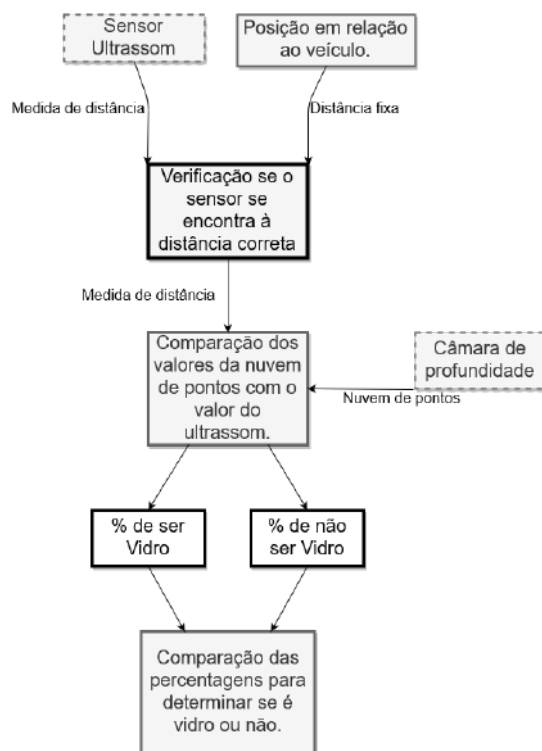 Sensor
Ultrassom
Posição em relação
ao veículo.
Medida de distância
Distância fixa
Verificação se o
sensor se
encontra à
distância correta
Medida de distância
Comparação dos
valores da nuvem
de pontos com o
valor do
ultrassom.
Câmara de
profundidade
Nuvem de pontos
% de ser
Vidro
% de não
ser Vidro
Comparação das
percentagens para
determinar se é
vidro ou não.